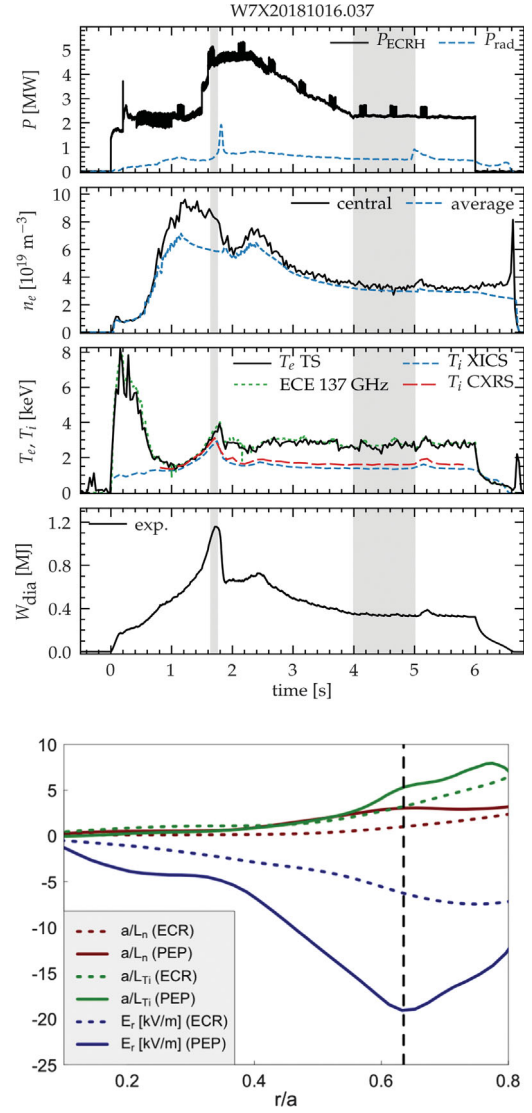 W7X20181016.037
P_ECRH P_rad
P [MW]
5
4
3
2
1
0
central average
n_e [10^19 m^−3]
10
8
6
4
2
0
T_e TS T_i XICS
ECE 137 GHz T_i CXRS
T_e, T_i [keV]
8
6
4
2
0
exp.
W_dia [MJ]
1.2
0.8
0.4
0.0
0 1 2 3 4 5 6
time [s]
10
5
0
-5
-10
-15
-20
-25
a/L_n (ECR)
a/L_n (PEP)
a/L_Ti (ECR)
a/L_Ti (PEP)
E_r [kV/m] (ECR)
E_r [kV/m] (PEP)
0.2 0.4 0.6 0.8
r/a